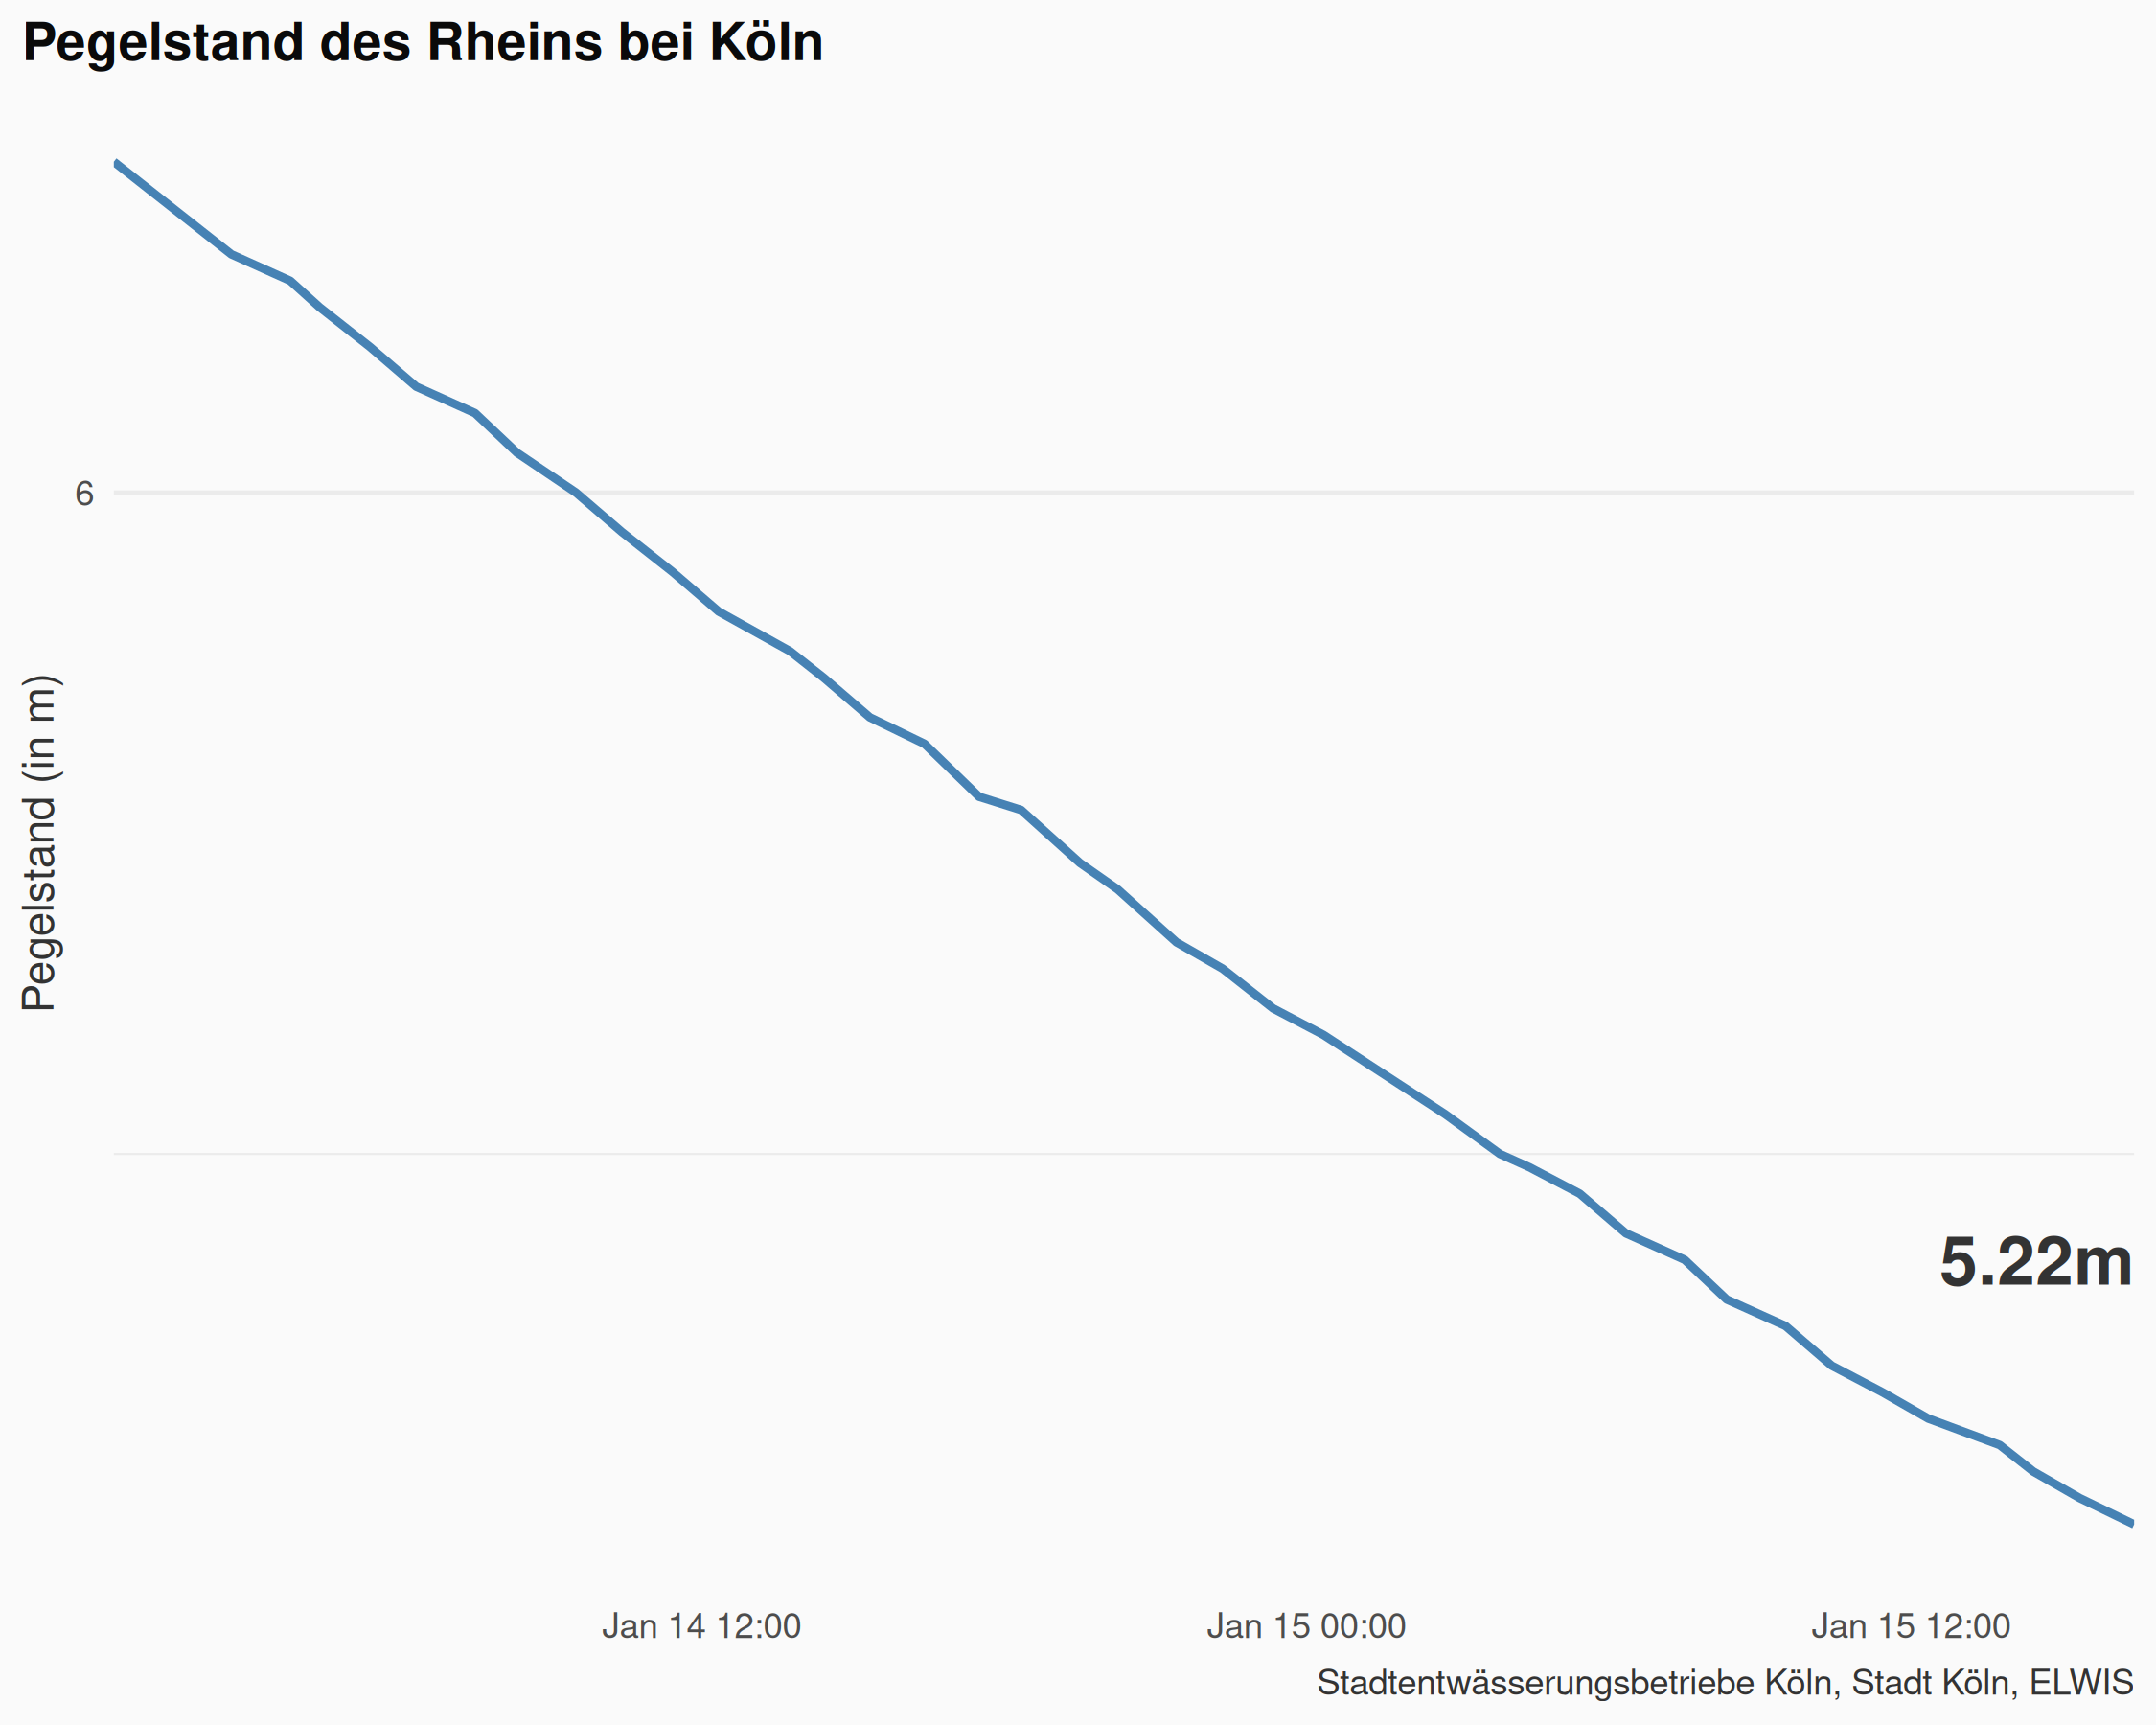 Pegelstand des Rheins bei Köln
Pegelstand (in m)
6
5.22m
Jan 14 12:00
Jan 15 00:00
Jan 15 12:00
Stadtentwässerungsbetriebe Köln, Stadt Köln, ELWIS